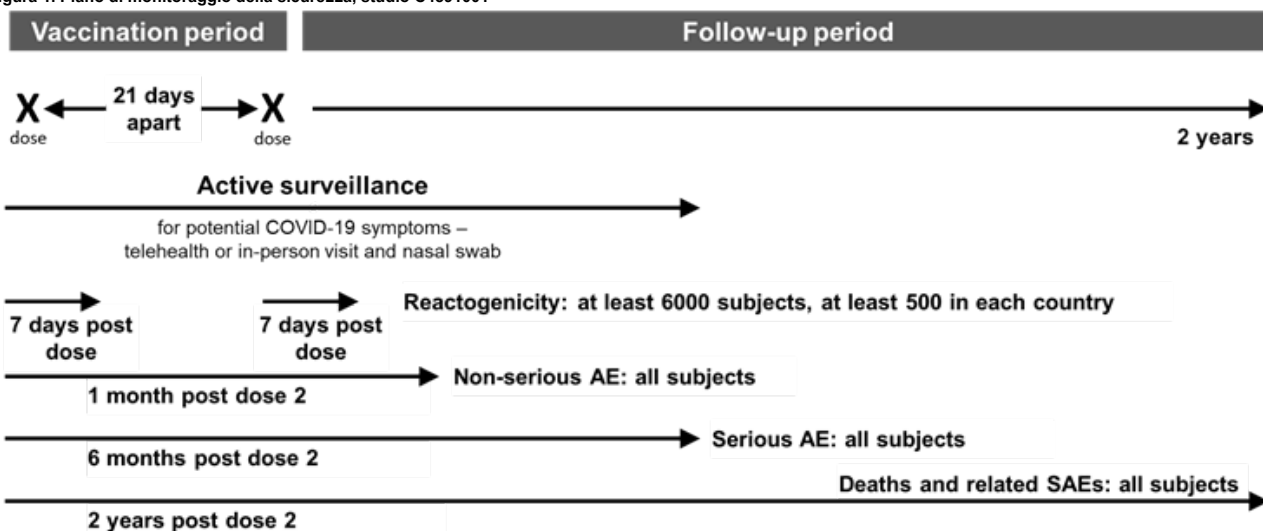 Vaccination period
Follow-up period
X
21 days
apart
X
dose
dose
2 years
Active surveillance
for potential COVID-19 symptoms –
telehealth or in-person visit and nasal swab
Reactogenicity: at least 6000 subjects, at least 500 in each country
7 days post
dose
7 days post
dose
Non-serious AE: all subjects
1 month post dose 2
Serious AE: all subjects
6 months post dose 2
Deaths and related SAEs: all subjects
2 years post dose 2